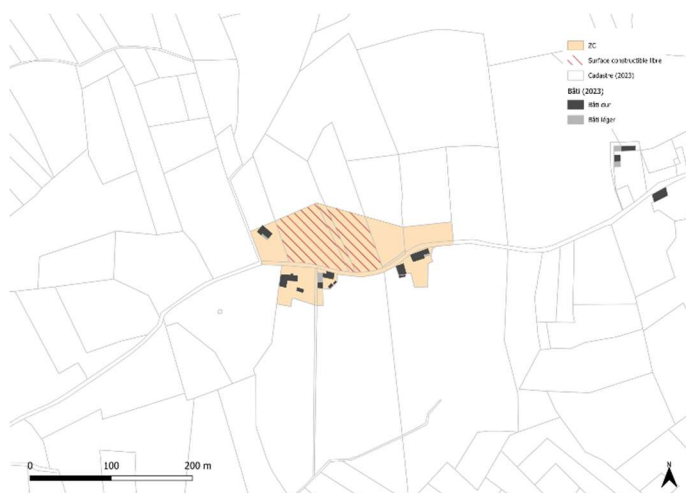 ZC
Surface constructible libre
Cadastre (2023)
Bâti (2023)
Bâti dur
Bâti léger
0 100 200 m
N